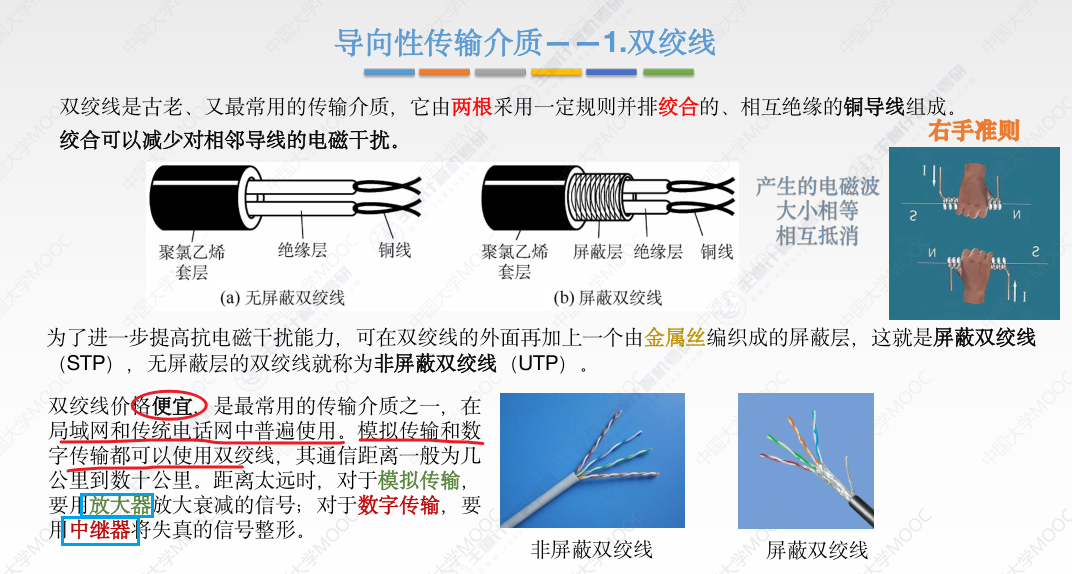 导向性传输介质——1.双绞线
双绞线是古老、又最常用的传输介质，它由两根采用一定规则并排绞合的、相互绝缘的铜导线组成。
绞合可以减少对相邻导线的电磁干扰。
右手准则
聚氯乙烯
套层
绝缘层
铜线
(a) 无屏蔽双绞线
聚氯乙烯
套层
屏蔽层
绝缘层
铜线
(b) 屏蔽双绞线
产生的电磁波
大小相等
相互抵消
I
S
N
N
S
I
为了进一步提高抗电磁干扰能力，可在双绞线的外面再加上一个由金属丝编织成的屏蔽层，这就是屏蔽双绞线
（STP），无屏蔽层的双绞线就称为非屏蔽双绞线（UTP）。
双绞线价格便宜，是最常用的传输介质之一，在
局域网和传统电话网中普遍使用。模拟传输和数
字传输都可以使用双绞线，其通信距离一般为几
公里到数十公里。距离太远时，对于模拟传输，
要用放大器放大衰减的信号；对于数字传输，要
用中继器将失真的信号整形。
非屏蔽双绞线
屏蔽双绞线
中国大学MOOC